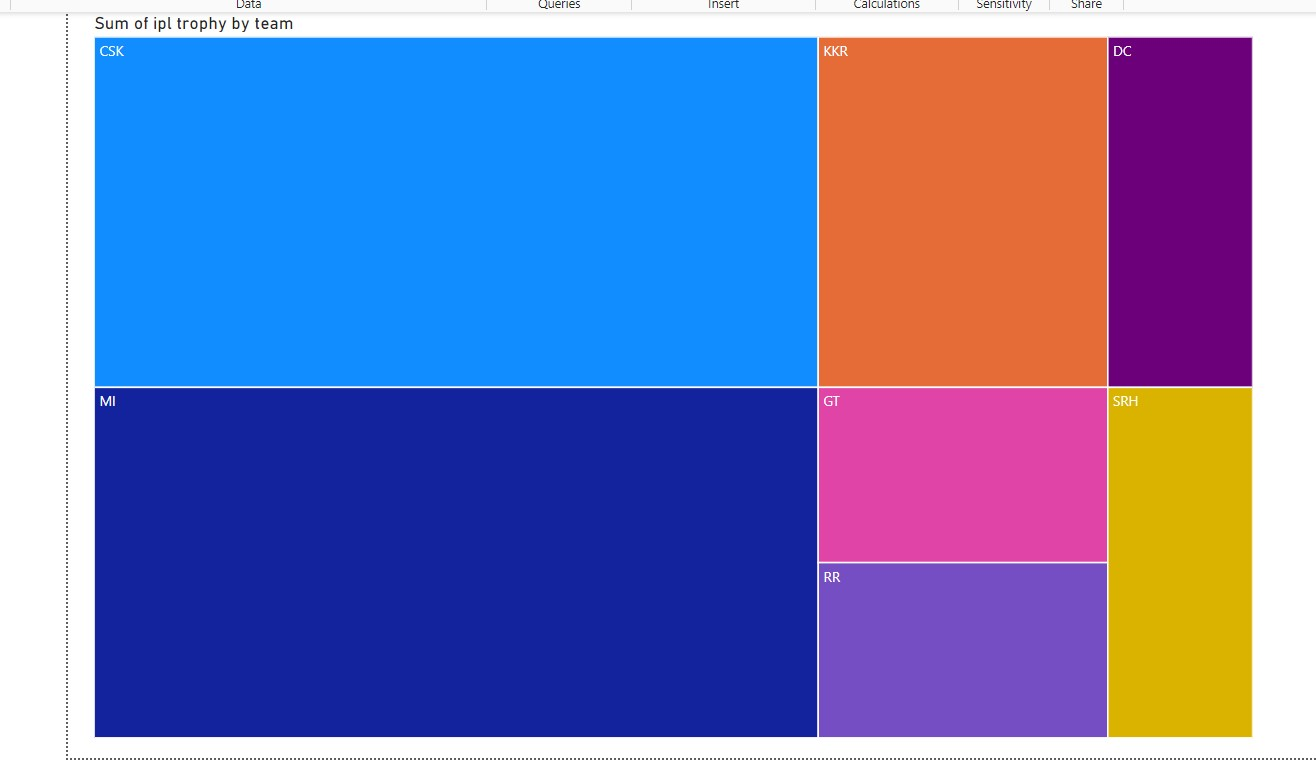 Data Queries Insert Calculations Sensitivity Share
Sum of ipl trophy by team
CSK
KKR
DC
MI
GT
SRH
RR